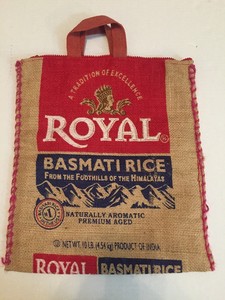 A TRADITION OF EXCELLENCE
ROYAL
BASMATI RICE
FROM THE FOOTHILLS OF THE HIMALAYAS
#1
NATURALLY AROMATIC
PREMIUM AGED
NET WT. 10 LB. (4.54 kg) PRODUCT OF INDIA
ROYAL BASMATI RICE